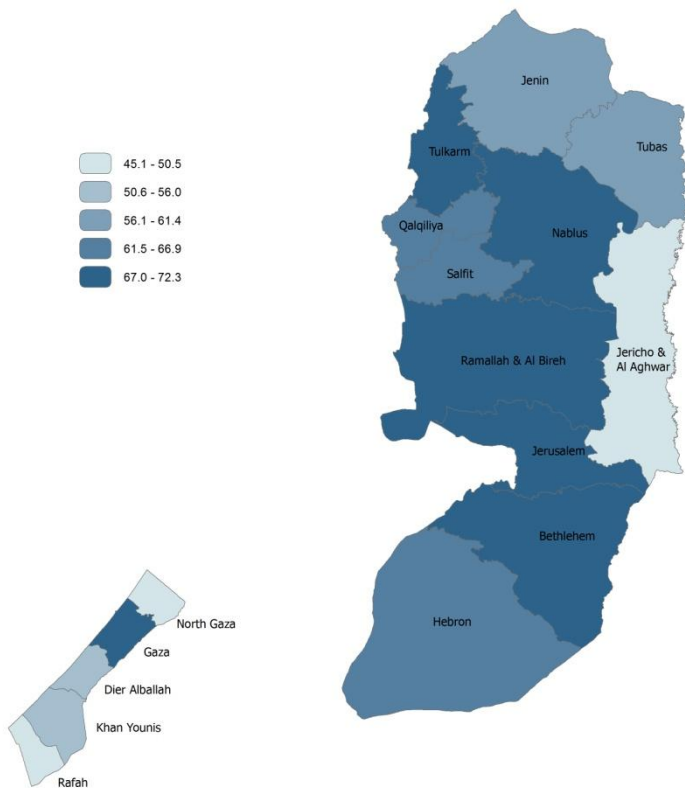 Jenin
Tubas
Tulkarm
45.1 - 50.5
50.6 - 56.0
56.1 - 61.4
61.5 - 66.9
67.0 - 72.3
Qalqiliya
Nablus
Salfit
Ramallah & Al Bireh
Jericho &
Al Aghwar
Jerusalem
Bethlehem
Hebron
North Gaza
Gaza
Dier Alballah
Khan Younis
Rafah